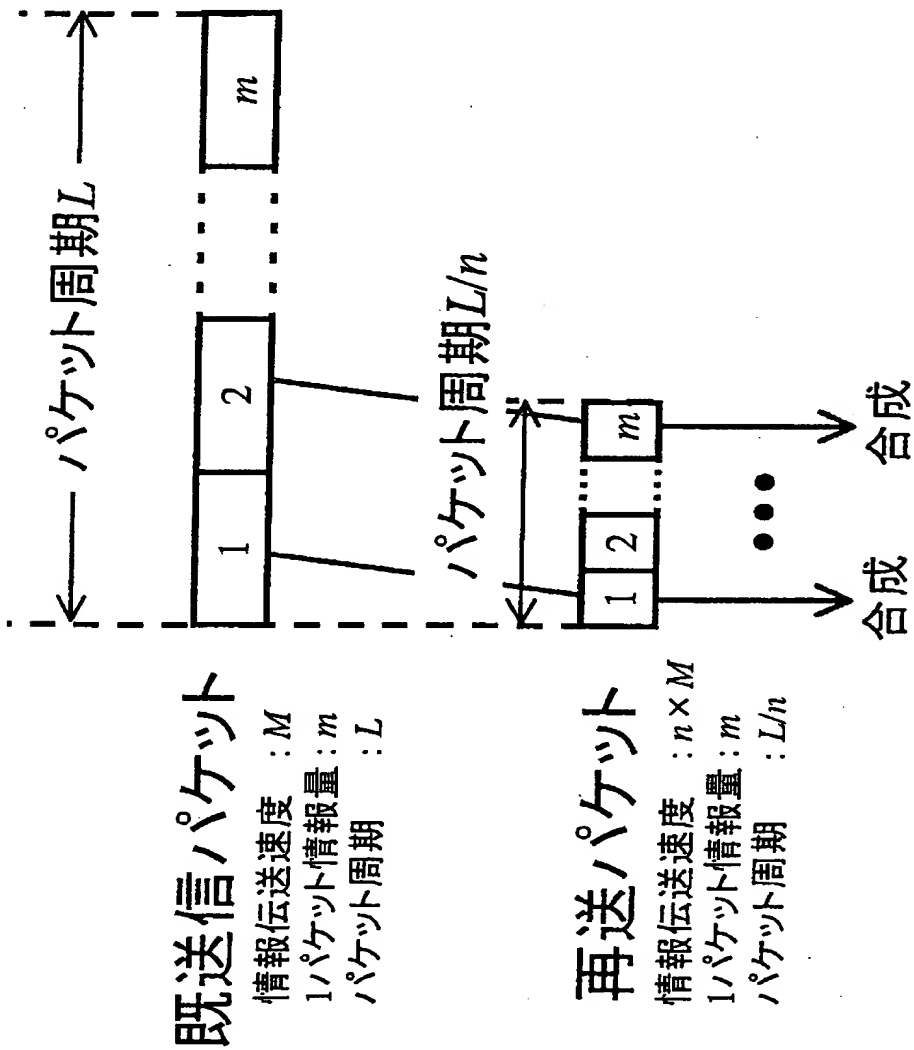 既送信パケット
情報伝送速度 : M
1パケット情報量 : m
パケット周期 : L
パケット周期L
1 2 m
再送パケット
情報伝送速度 : n×M
1パケット情報量 : m
パケット周期 : L/n
パケット周期L/n
1 2 m
合成 合成